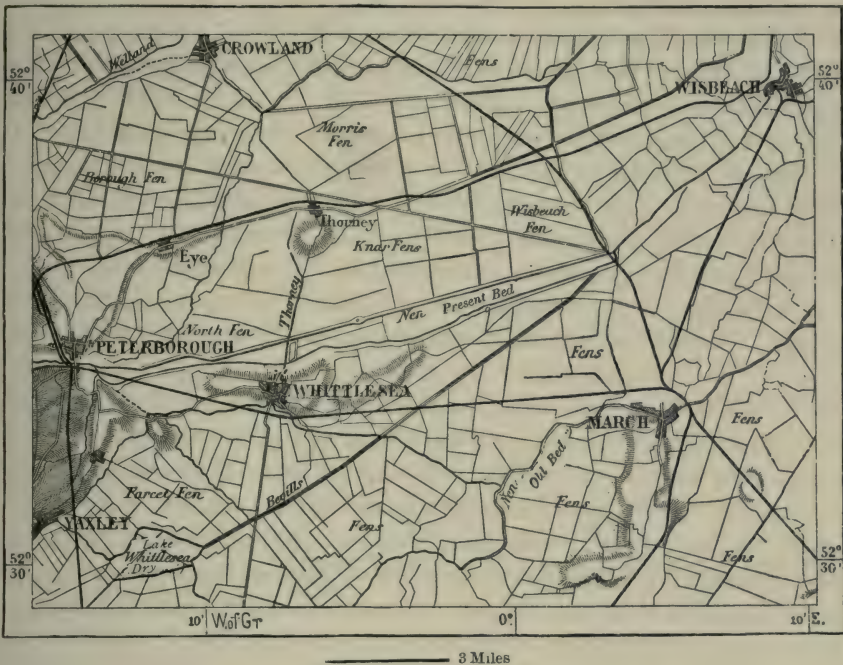 Welland
CROWLAND
Fens
52°
40'
WISBEACH
52°
40'
Morris
Fen
Borough Fen
Thorney
Wisbeach
Fen
Eye
Knar Fens
Thorney
Nen Present Bed
North Fen
PETERBOROUGH
Fens
WHITTLESEA
MARCH
Fens
Nen Old Bed
Farcet Fen
Bevills
Fens
Fens
YAXLEY
Lake
Whittlesea
Dry
52°
30'
Fens
52°
30'
10' W. of Gr
0°
10' E.
3 Miles